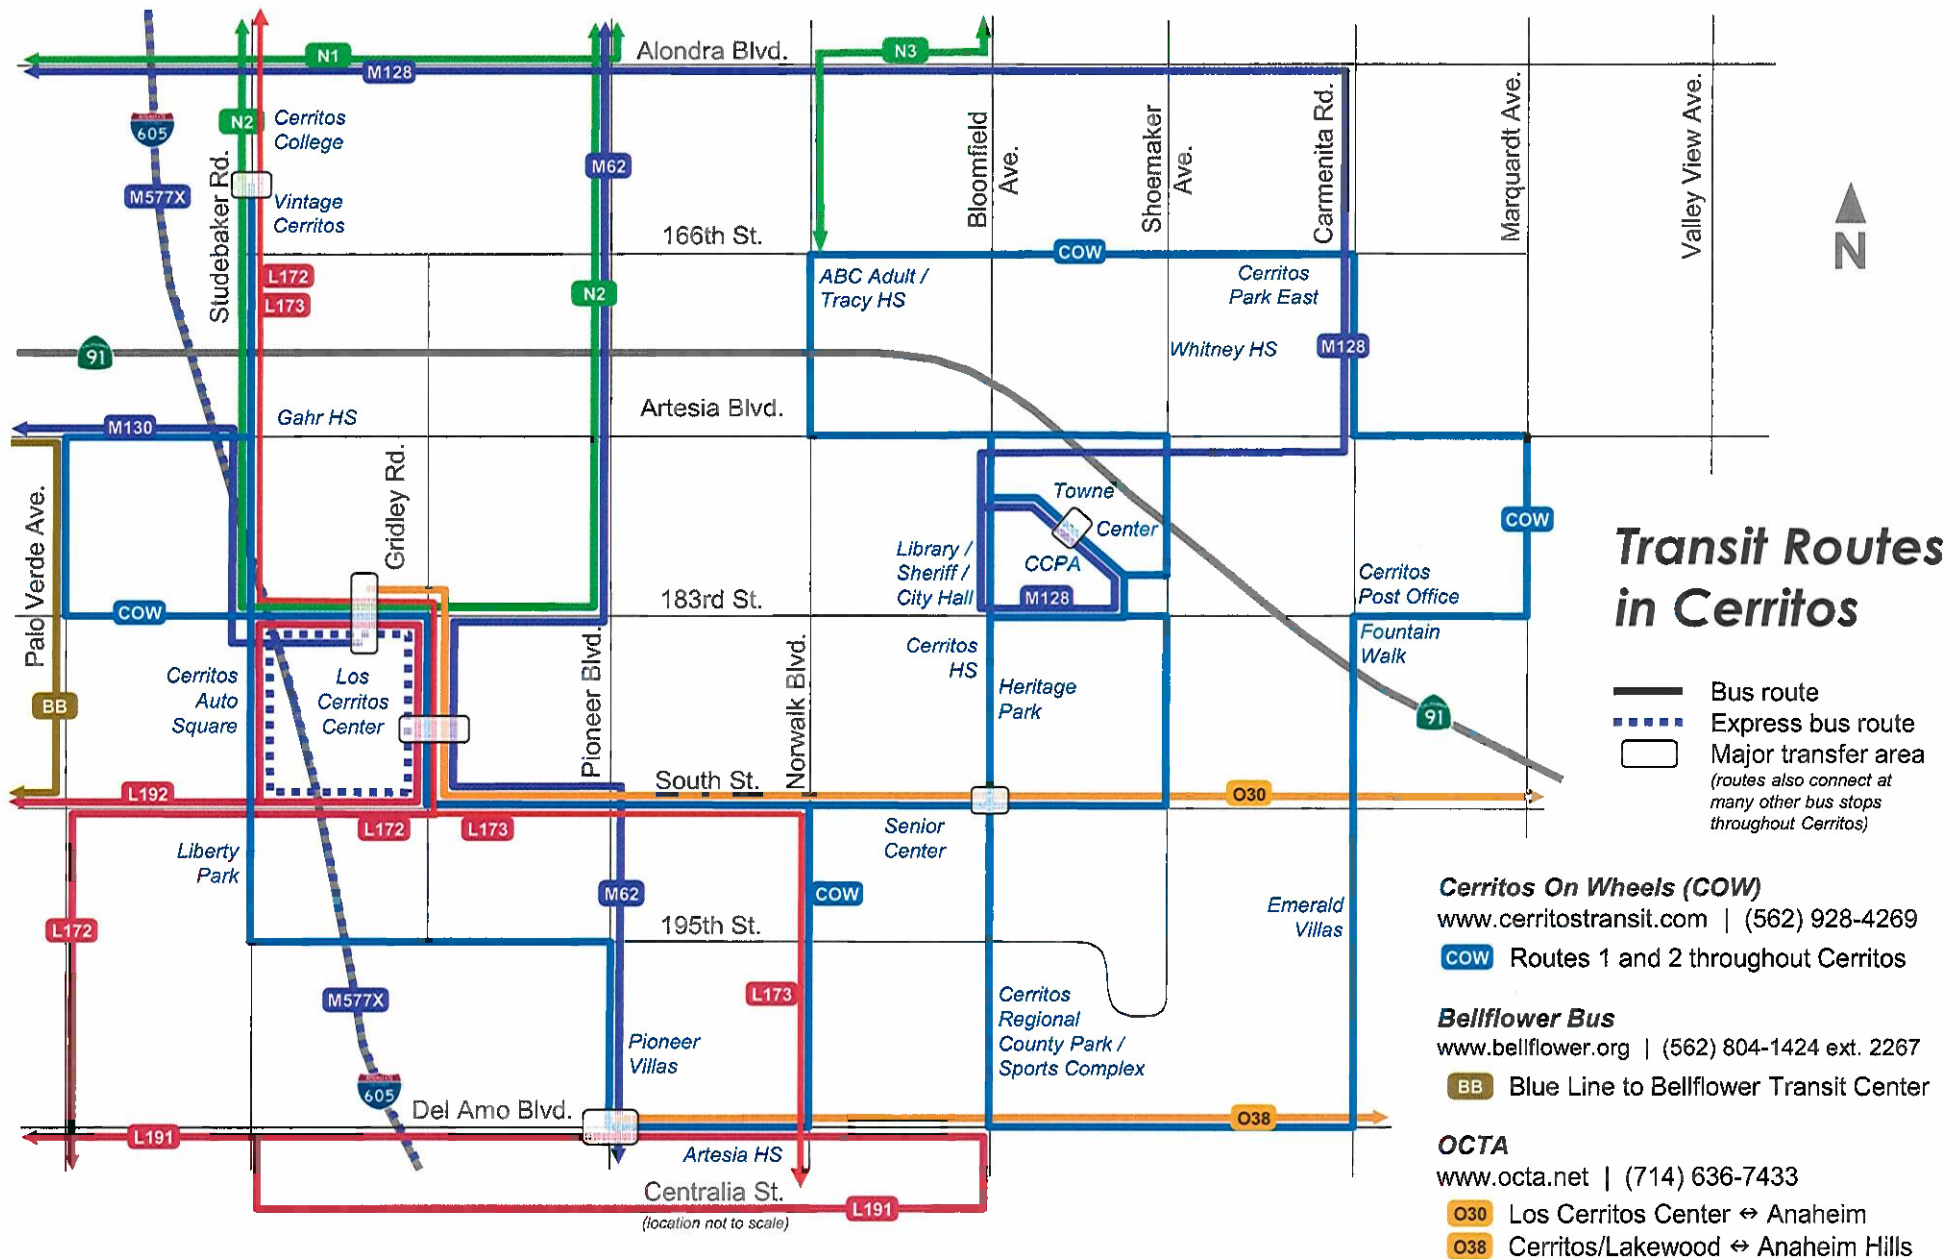 Alondra Blvd.
N1
N3
M128
N2
Cerritos
College
605
M62
M577X
Studebaker Rd.
Vintage
Cerritos
Bloomfield
Ave.
Shoemaker
Ave.
Carmenita Rd.
Marquardt Ave.
Valley View Ave.
N
166th St.
COW
L172
L173
N2
ABC Adult /
Tracy HS
Cerritos
Park East
91
Whitney HS
M128
Artesia Blvd.
Gahr HS
M130
Gridley Rd.
Palo Verde Ave.
Towne
Center
CCPA
Library /
Sheriff /
City Hall
M128
COW
Cerritos
Post Office
COW
183rd St.
Fountain
Walk
Cerritos
HS
Heritage
Park
Cerritos
Auto
Square
Los
Cerritos
Center
Pioneer Blvd.
Norwalk Blvd.
BB
91
South St.
L192
O30
L172
L173
Senior
Center
Liberty
Park
M62
COW
195th St.
L172
Emerald
Villas
L173
M577X
Cerritos
Regional
County Park /
Sports Complex
Pioneer
Villas
605
Del Amo Blvd.
O38
L191
Artesia HS
Centralia St.
(location not to scale)
L191
Transit Routes
in Cerritos
Bus route
Express bus route
Major transfer area
(routes also connect at
many other bus stops
throughout Cerritos)
Cerritos On Wheels (COW)
www.cerritostransit.com | (562) 928-4269
COW Routes 1 and 2 throughout Cerritos
Bellflower Bus
www.bellflower.org | (562) 804-1424 ext. 2267
BB Blue Line to Bellflower Transit Center
OCTA
www.octa.net | (714) 636-7433
O30 Los Cerritos Center ⇔ Anaheim
O38 Cerritos/Lakewood ⇔ Anaheim Hills